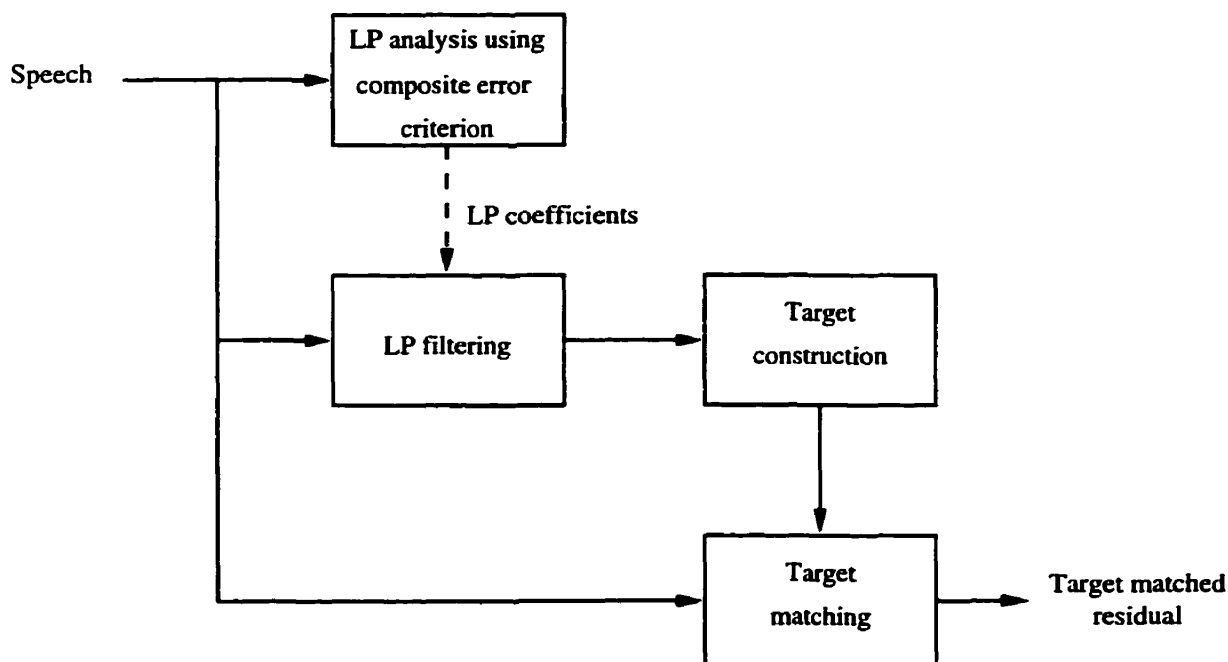 LP analysis using
composite error
criterion
Speech
LP coefficients
LP filtering
Target
construction
Target
matching
Target matched
residual